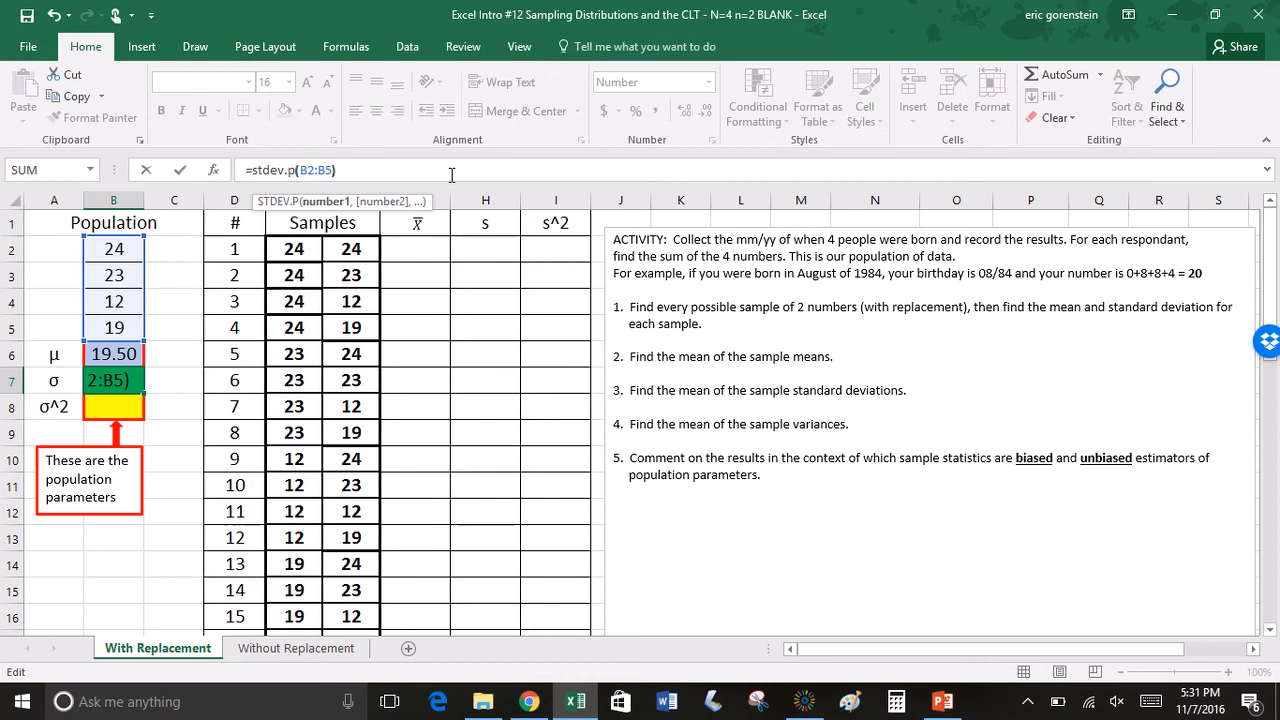 Excel Intro #12 Sampling Distributions and the CLT - N=4 n=2 BLANK - Excel
eric gorenstein
File Home Insert Draw Page Layout Formulas Data Review View Tell me what you want to do
Share
Paste
Cut
Copy
Format Painter
Clipboard
16
A A
B I U
A
Font
Wrap Text
Merge & Center
Alignment
Number
$ % ,
Number
Conditional Formatting
Format as Table
Cell Styles
Styles
Insert
Delete
Format
Cells
AutoSum
Fill
Clear
Sort & Filter
Find & Select
Editing
SUM
fx
=stdev.p(B2:B5)
STDEV.P(number1, [number2], ...)
A B C D E F G H I J K L M N O P Q R S
1 Population # Samples x̅ s s^2
2 24 1 24 24
3 23 2 24 23
4 12 3 24 12
5 19 4 24 19
6 μ 19.50 5 23 24
7 σ 2:B5) 6 23 23
8 σ^2 7 23 12
9 8 23 19
10 9 12 24
11 10 12 23
12 11 12 12
13 12 12 19
14 13 19 24
15 14 19 23
16 15 19 12
These are the
population
parameters
ACTIVITY: Collect the mm/yy of when 4 people were born and record the results. For each respondant,
find the sum of the 4 numbers. This is our population of data.
For example, if you were born in August of 1984, your birthday is 08/84 and your number is 0+8+8+4 = 20
1. Find every possible sample of 2 numbers (with replacement), then find the mean and standard deviation for
each sample.
2. Find the mean of the sample means.
3. Find the mean of the sample standard deviations.
4. Find the mean of the sample variances.
5. Comment on the results in the context of which sample statistics are biased and unbiased estimators of
population parameters.
With Replacement Without Replacement
Edit
100%
Ask me anything
5:31 PM
11/7/2016
6